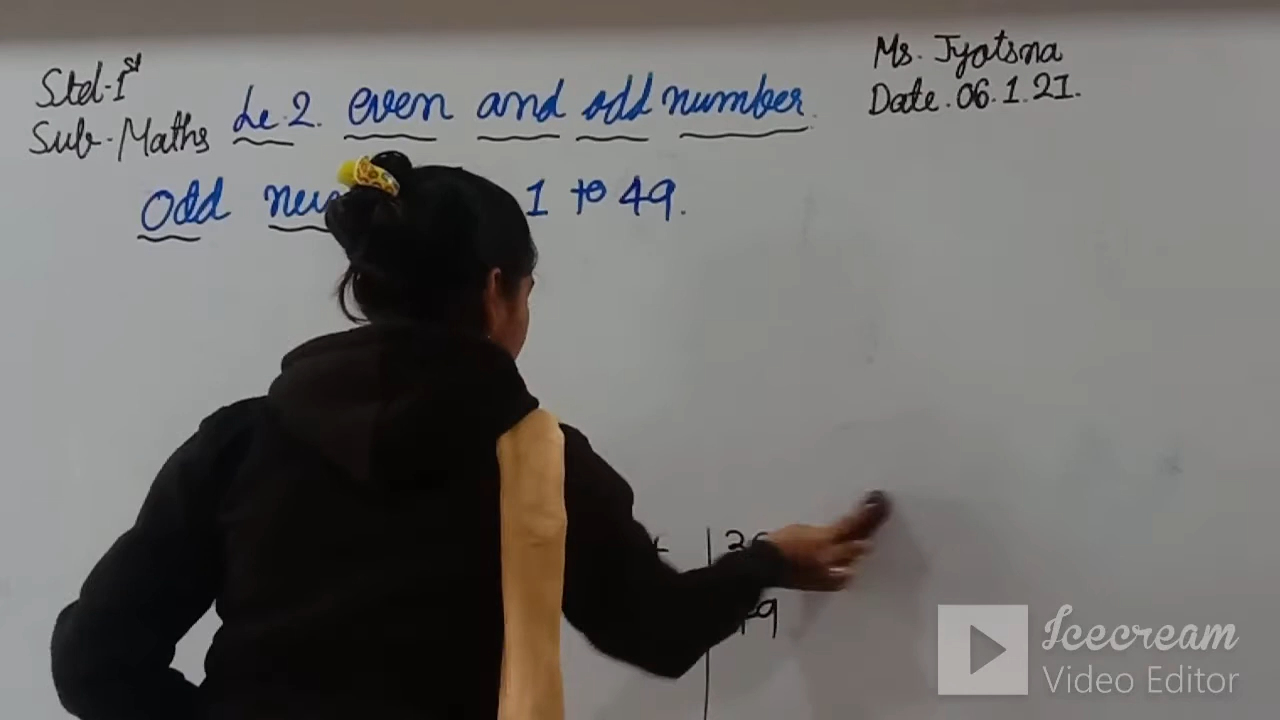 Std-1st
Sub-Maths
Le.2. even and odd number.
Ms. Jyotsna
Date.06.1.21.
Odd 1 to 49.
Icecream
Video Editor